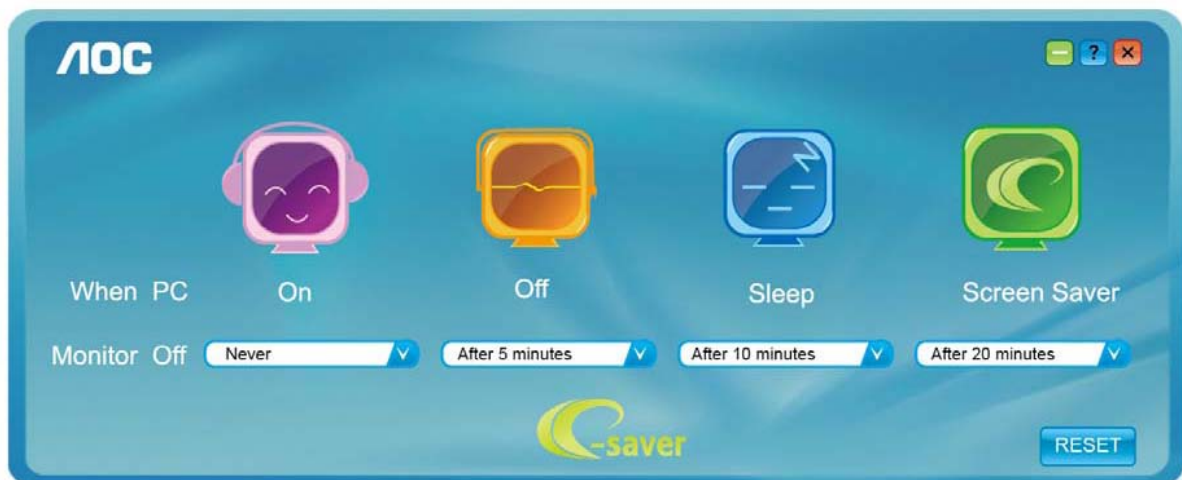 AOC
?
When PC On Off Sleep Screen Saver
Monitor Off Never After 5 minutes After 10 minutes After 20 minutes
e-saver
RESET